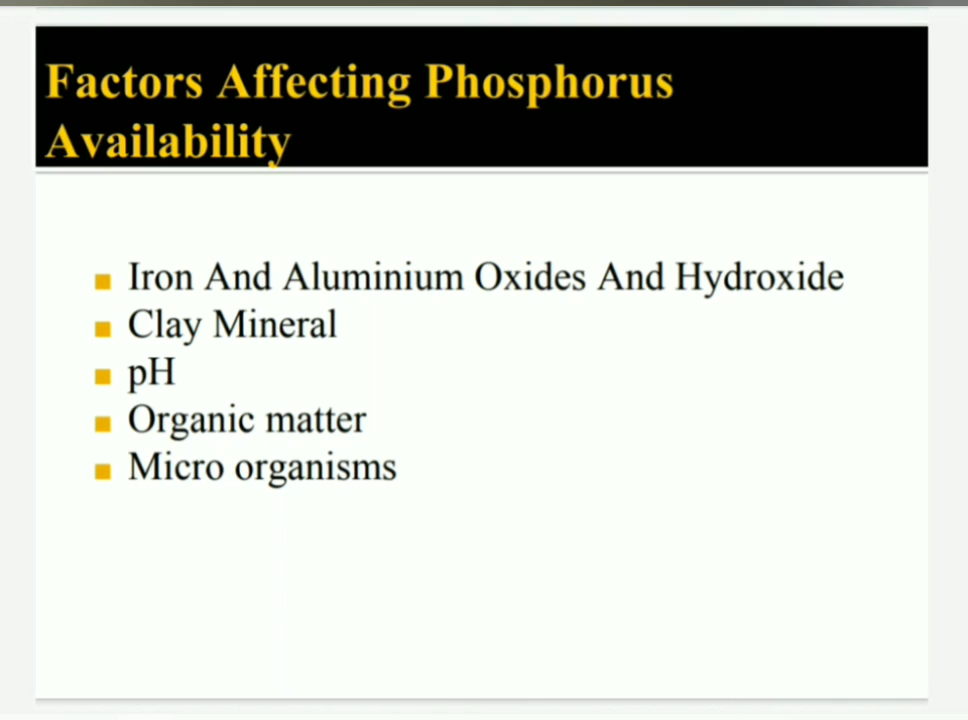 Factors Affecting Phosphorus
Availability
Iron And Aluminium Oxides And Hydroxide
Clay Mineral
pH
Organic matter
Micro organisms